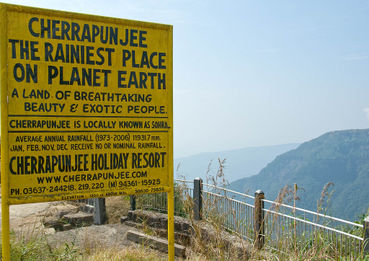 CHERRAPUNJEE
THE RAINIEST PLACE
ON PLANET EARTH
A LAND OF BREATHTAKING
BEAUTY & EXOTIC PEOPLE.
CHERRAPUNJEE IS LOCALLY KNOWN AS SOHRA.
AVERAGE ANNUAL RAINFALL (1973-2006) 11931.7 mm.
JAN, FEB, NOV, DEC RECEIVE NO OR NOMINAL RAINFALL.
CHERRAPUNJEE HOLIDAY RESORT
WWW.CHERRAPUNJEE.COM
PH. 03637-244218, 219, 220 (M) 94361-15925